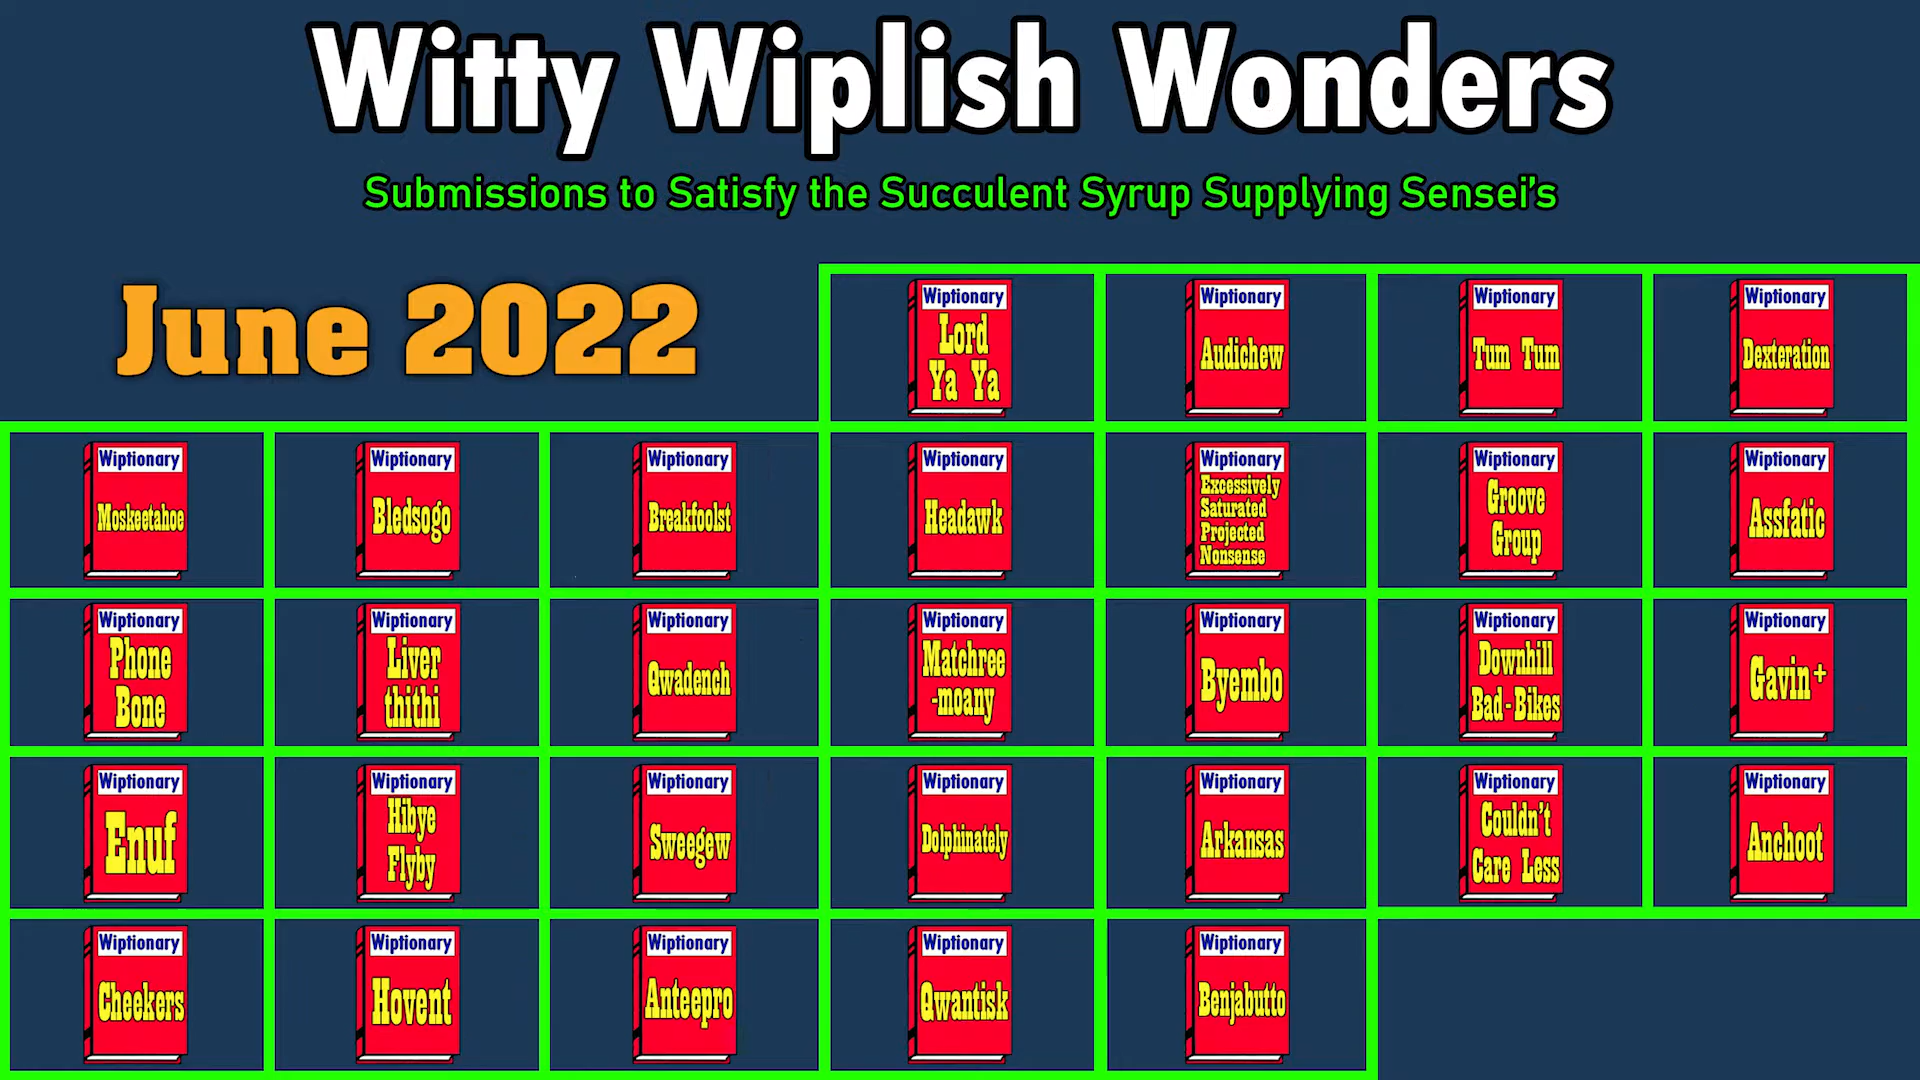 Witty Wiplish Wonders
Submissions to Satisfy the Succulent Syrup Supplying Sensei's
June 2022
Wiptionary
Lord
Ya Ya
Wiptionary
Audichew
Wiptionary
Tum Tum
Wiptionary
Dexteration
Wiptionary
Moskeetahoe
Wiptionary
Bledsogo
Wiptionary
Breakfoolst
Wiptionary
Headawk
Wiptionary
Excessively
Saturated
Projected
Nonsense
Wiptionary
Groove
Group
Wiptionary
Assfatic
Wiptionary
Phone
Bone
Wiptionary
Liver
thithi
Wiptionary
Qwadench
Wiptionary
Matchree
-moany
Wiptionary
Byembo
Wiptionary
Downhill
Bad-Bikes
Wiptionary
Gavin+
Wiptionary
Enuf
Wiptionary
Hibye
Flyby
Wiptionary
Sweegew
Wiptionary
Dolphinately
Wiptionary
Arkansas
Wiptionary
Couldn't
Care Less
Wiptionary
Anchoot
Wiptionary
Cheekers
Wiptionary
Hovent
Wiptionary
Anteepro
Wiptionary
Qwantisk
Wiptionary
Benjabutto